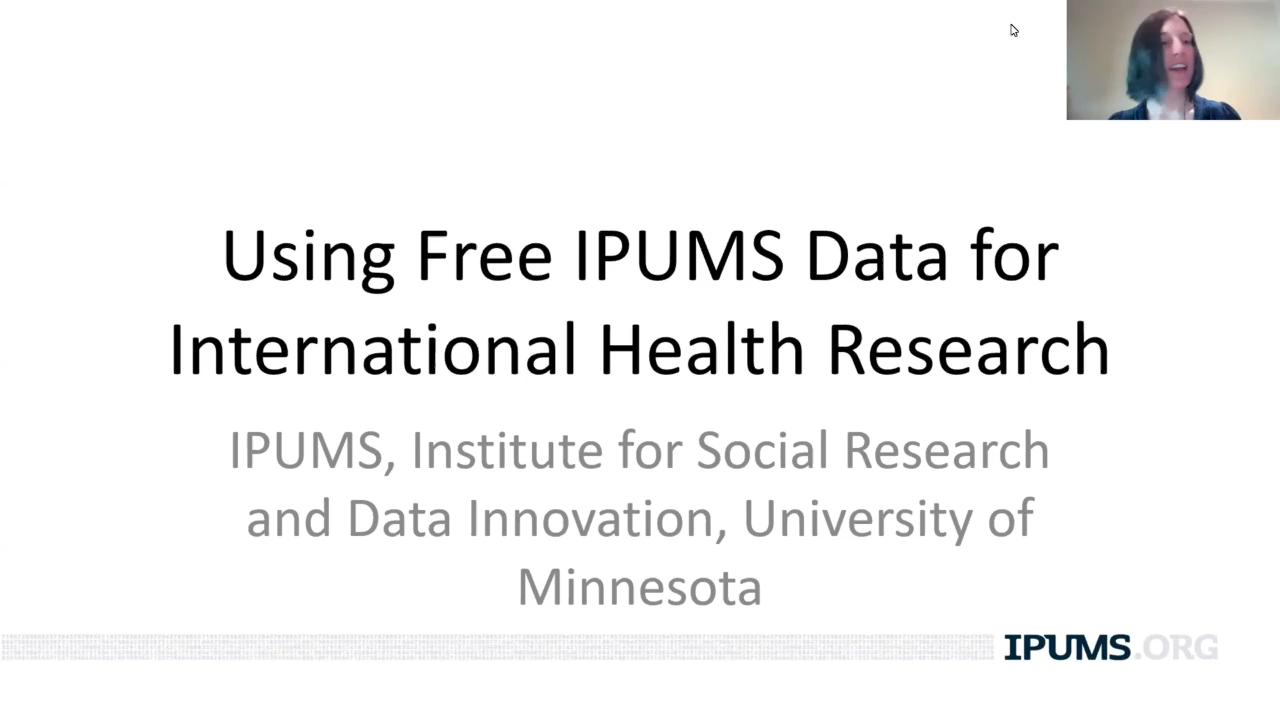 Using Free IPUMS Data for
International Health Research
IPUMS, Institute for Social Research
and Data Innovation, University of
Minnesota
IPUMS.ORG